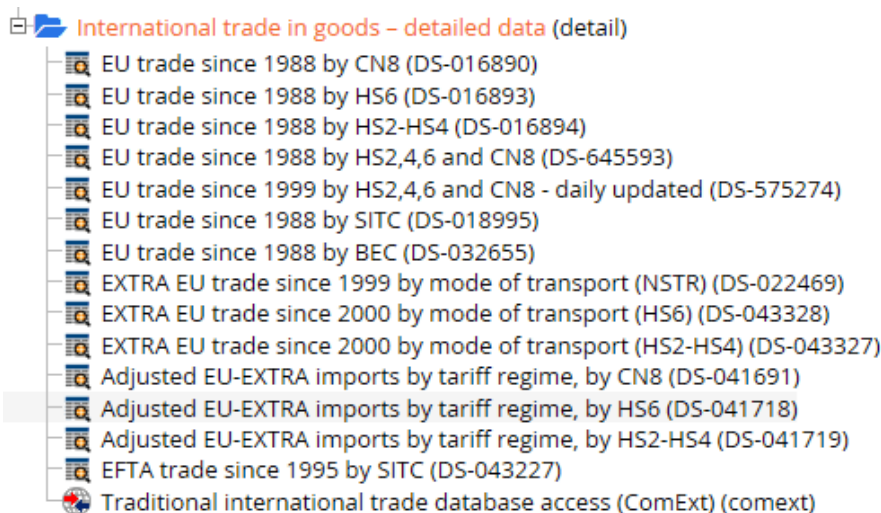 International trade in goods – detailed data (detail)
EU trade since 1988 by CN8 (DS-016890)
EU trade since 1988 by HS6 (DS-016893)
EU trade since 1988 by HS2-HS4 (DS-016894)
EU trade since 1988 by HS2,4,6 and CN8 (DS-645593)
EU trade since 1999 by HS2,4,6 and CN8 - daily updated (DS-575274)
EU trade since 1988 by SITC (DS-018995)
EU trade since 1988 by BEC (DS-032655)
EXTRA EU trade since 1999 by mode of transport (NSTR) (DS-022469)
EXTRA EU trade since 2000 by mode of transport (HS6) (DS-043328)
EXTRA EU trade since 2000 by mode of transport (HS2-HS4) (DS-043327)
Adjusted EU-EXTRA imports by tariff regime, by CN8 (DS-041691)
Adjusted EU-EXTRA imports by tariff regime, by HS6 (DS-041718)
Adjusted EU-EXTRA imports by tariff regime, by HS2-HS4 (DS-041719)
EFTA trade since 1995 by SITC (DS-043227)
Traditional international trade database access (ComExt) (comext)